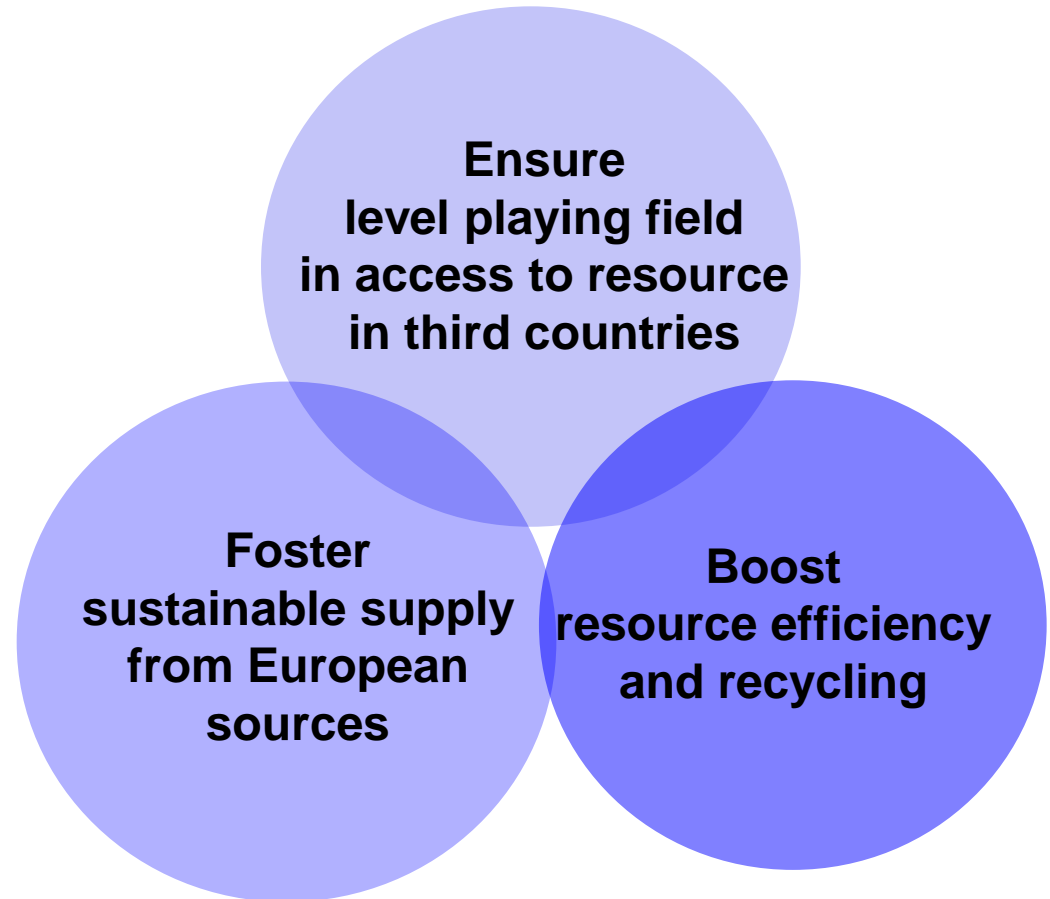 Ensure
level playing field
in access to resource
in third countries
Foster
sustainable supply
from European
sources
Boost
resource efficiency
and recycling